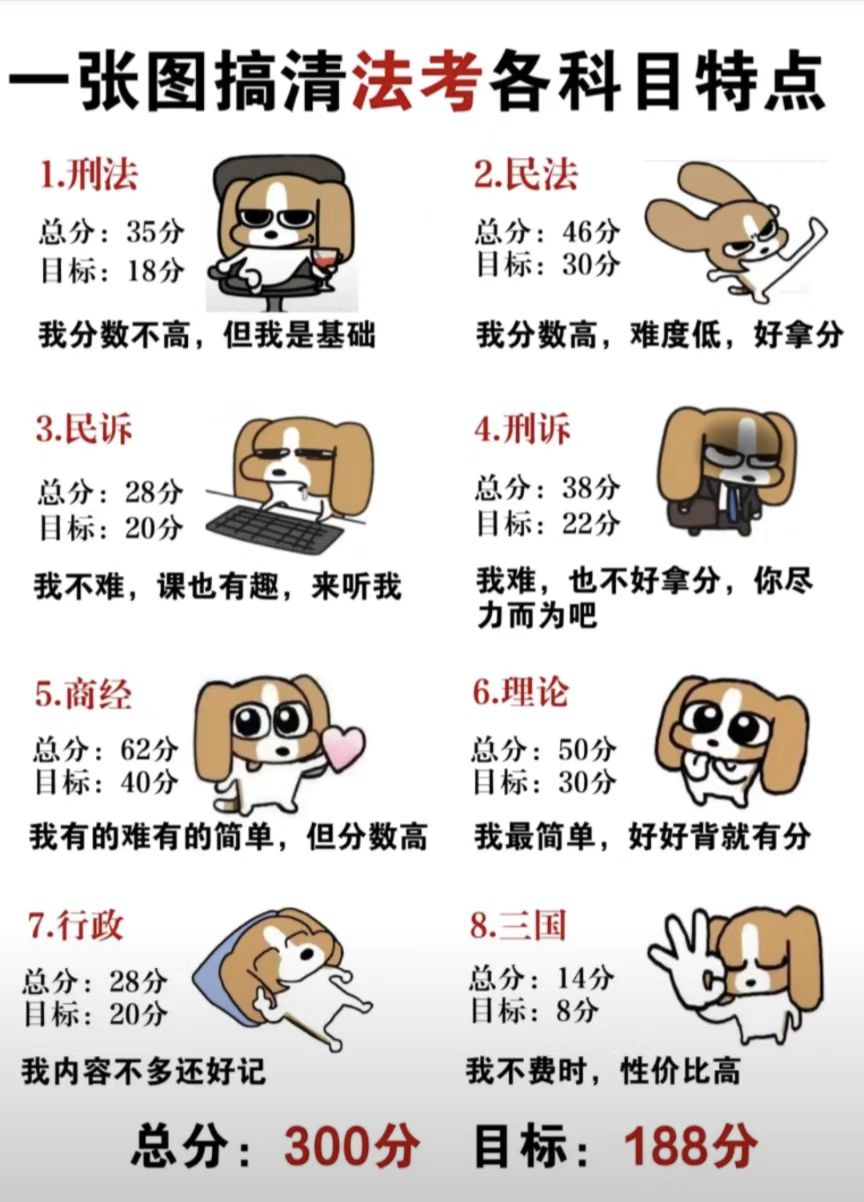 一张图搞清法考各科目特点
1.刑法
总分：35分
目标：18分
我分数不高，但我是基础
2.民法
总分：46分
目标：30分
我分数高，难度低，好拿分
3.民诉
总分：28分
目标：20分
我不难，课也有趣，来听我
4.刑诉
总分：38分
目标：22分
我难，也不好拿分，你尽
力而为吧
5.商经
总分：62分
目标：40分
我有的难有的简单，但分数高
6.理论
总分：50分
目标：30分
我最简单，好好背就有分
7.行政
总分：28分
目标：20分
我内容不多还好记
8.三国
总分：14分
目标：8分
我不费时，性价比高
总分：300分 目标：188分